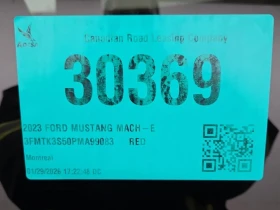 Canadian Road Leasing Company
30369
2023 FORD MUSTANG MACH-E
3FMTK3S50PMA99083 RED
Montreal